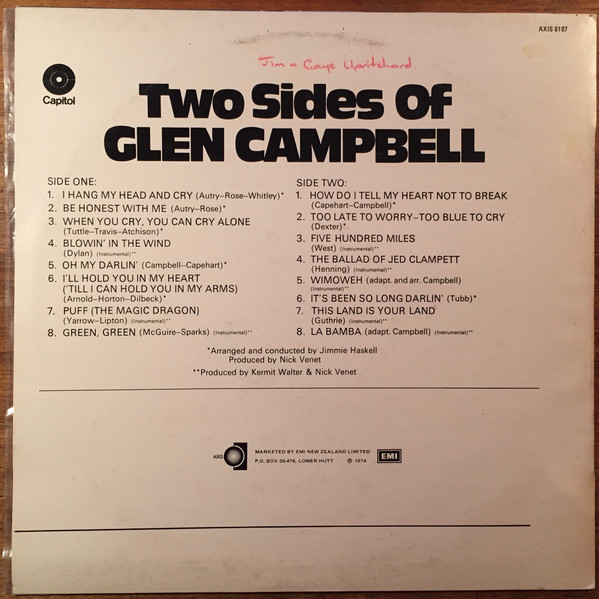 AXIS 6107
Jim & Gaye Upritchard
Capitol
Two Sides Of
GLEN CAMPBELL
SIDE ONE:
1. I HANG MY HEAD AND CRY (Autry–Rose–Whitley)*
2. BE HONEST WITH ME (Autry–Rose)*
3. WHEN YOU CRY, YOU CAN CRY ALONE
(Tuttle–Travis–Atchison)*
4. BLOWIN' IN THE WIND
(Dylan) (Instrumental)**
5. OH MY DARLIN' (Campbell–Capehart)*
6. I'LL HOLD YOU IN MY HEART
('TILL I CAN HOLD YOU IN MY ARMS)
(Arnold–Horton–Dilbeck)*
7. PUFF (THE MAGIC DRAGON)
(Yarrow–Lipton) (Instrumental)**
8. GREEN, GREEN (McGuire–Sparks) (Instrumental)**
SIDE TWO:
1. HOW DO I TELL MY HEART NOT TO BREAK
(Capehart–Campbell)*
2. TOO LATE TO WORRY–TOO BLUE TO CRY
(Dexter)*
3. FIVE HUNDRED MILES
(West) (Instrumental)**
4. THE BALLAD OF JED CLAMPETT
(Henning) (Instrumental)**
5. WIMOWEH (adapt. and arr. Campbell)
(Instrumental)**
6. IT'S BEEN SO LONG DARLIN' (Tubb)*
7. THIS LAND IS YOUR LAND
(Guthrie) (Instrumental)**
8. LA BAMBA (adapt. Campbell) (Instrumental)**
*Arranged and conducted by Jimmie Haskell
Produced by Nick Venet
**Produced by Kermit Walter & Nick Venet
AXIS
MARKETED BY EMI NEW ZEALAND LIMITED
P.O. BOX 30-476, LOWER HUTT ℗ 1974
EMI